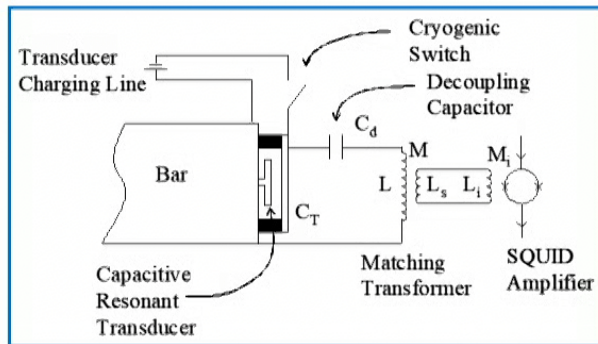 Transducer
Charging Line
Cryogenic
Switch
Decoupling
Capacitor
C_d
Bar
M
M_i
L
L_s
L_i
C_T
Capacitive
Resonant
Transducer
Matching
Transformer
SQUID
Amplifier